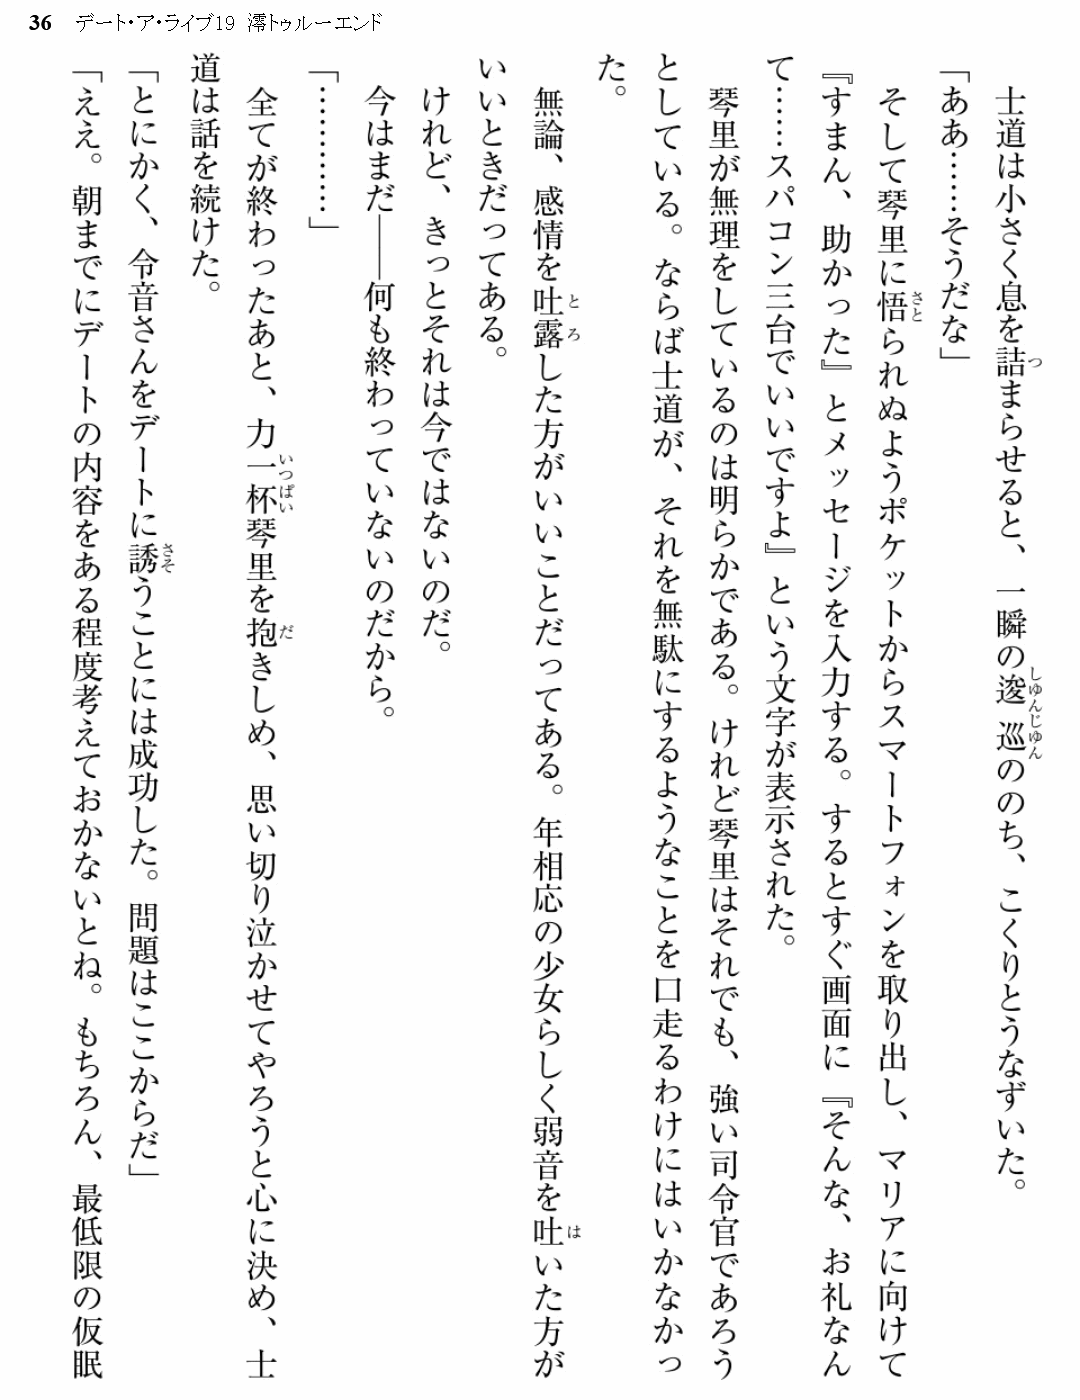 36 デート・ア・ライブ19 澪トゥルーエンド
士道は小さく息を詰まらせると、一瞬の逡巡ののち、こくりとうなずいた。
「ああ……そうだな」
そして琴里に悟られぬようポケットからスマートフォンを取り出し、マリアに向けて
『すまん、助かった』とメッセージを入力する。するとすぐ画面に『そんな、お礼なん
て……スパコン三台でいいですよ』という文字が表示された。
琴里が無理をしているのは明らかである。けれど琴里はそれでも、強い司令官であろう
としている。ならば士道が、それを無駄にするようなことを口走るわけにはいかなかっ
た。
無論、感情を吐露した方がいいことだってある。年相応の少女らしく弱音を吐いた方が
いいときだってある。
けれど、きっとそれは今ではないのだ。
今はまだ――何も終わっていないのだから。
「…………」
全てが終わったあと、力一杯琴里を抱きしめ、思い切り泣かせてやろうと心に決め、士
道は話を続けた。
「とにかく、令音さんをデートに誘うことには成功した。問題はここからだ」
「ええ。朝までにデートの内容をある程度考えておかないとね。もちろん、最低限の仮眠